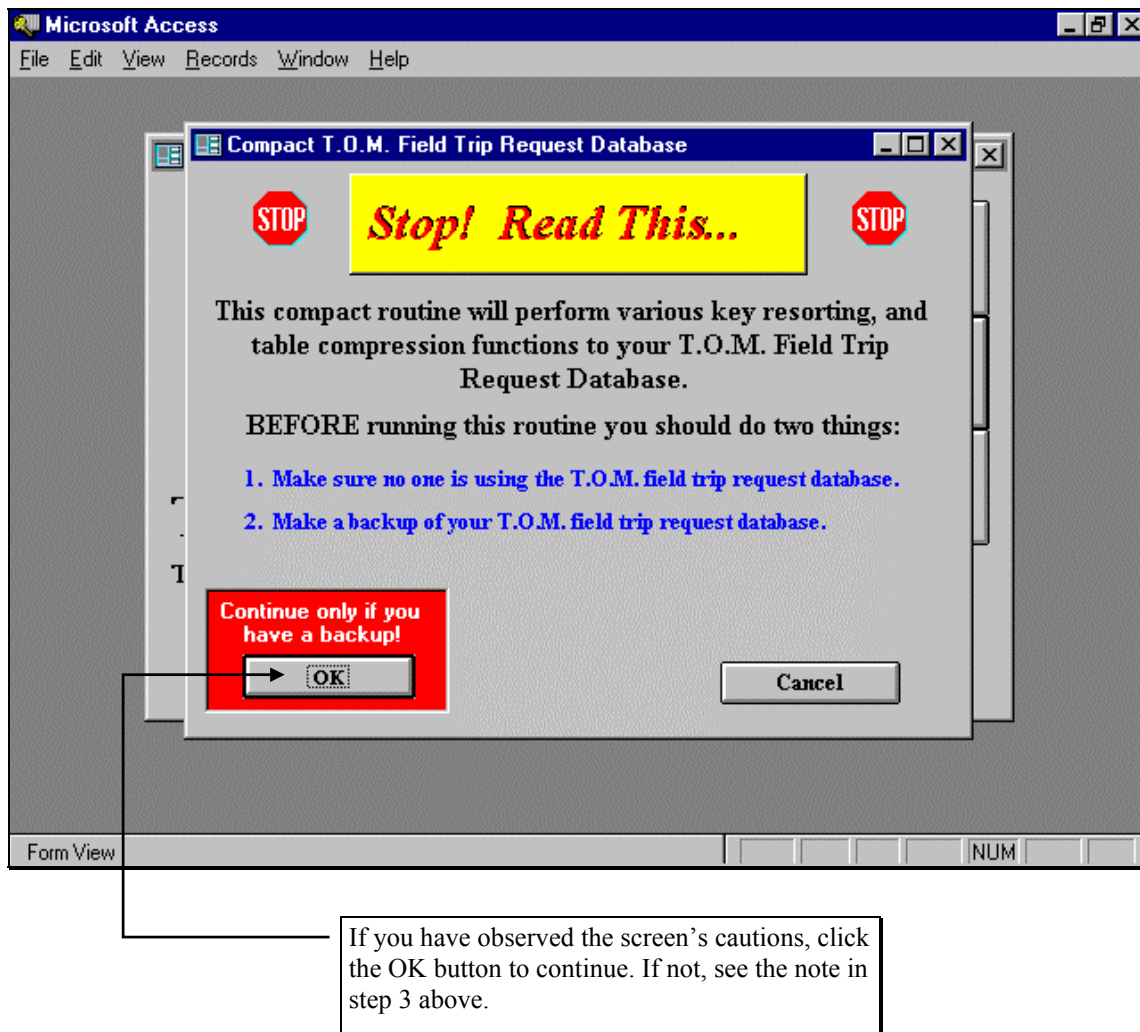 Microsoft Access
File Edit View Records Window Help
Compact T.O.M. Field Trip Request Database
STOP
Stop! Read This...
STOP
This compact routine will perform various key resorting, and
table compression functions to your T.O.M. Field Trip
Request Database.
BEFORE running this routine you should do two things:
1. Make sure no one is using the T.O.M. field trip request database.
2. Make a backup of your T.O.M. field trip request database.
Continue only if you
have a backup!
OK
Cancel
Form View
NUM
If you have observed the screen’s cautions, click
the OK button to continue. If not, see the note in
step 3 above.